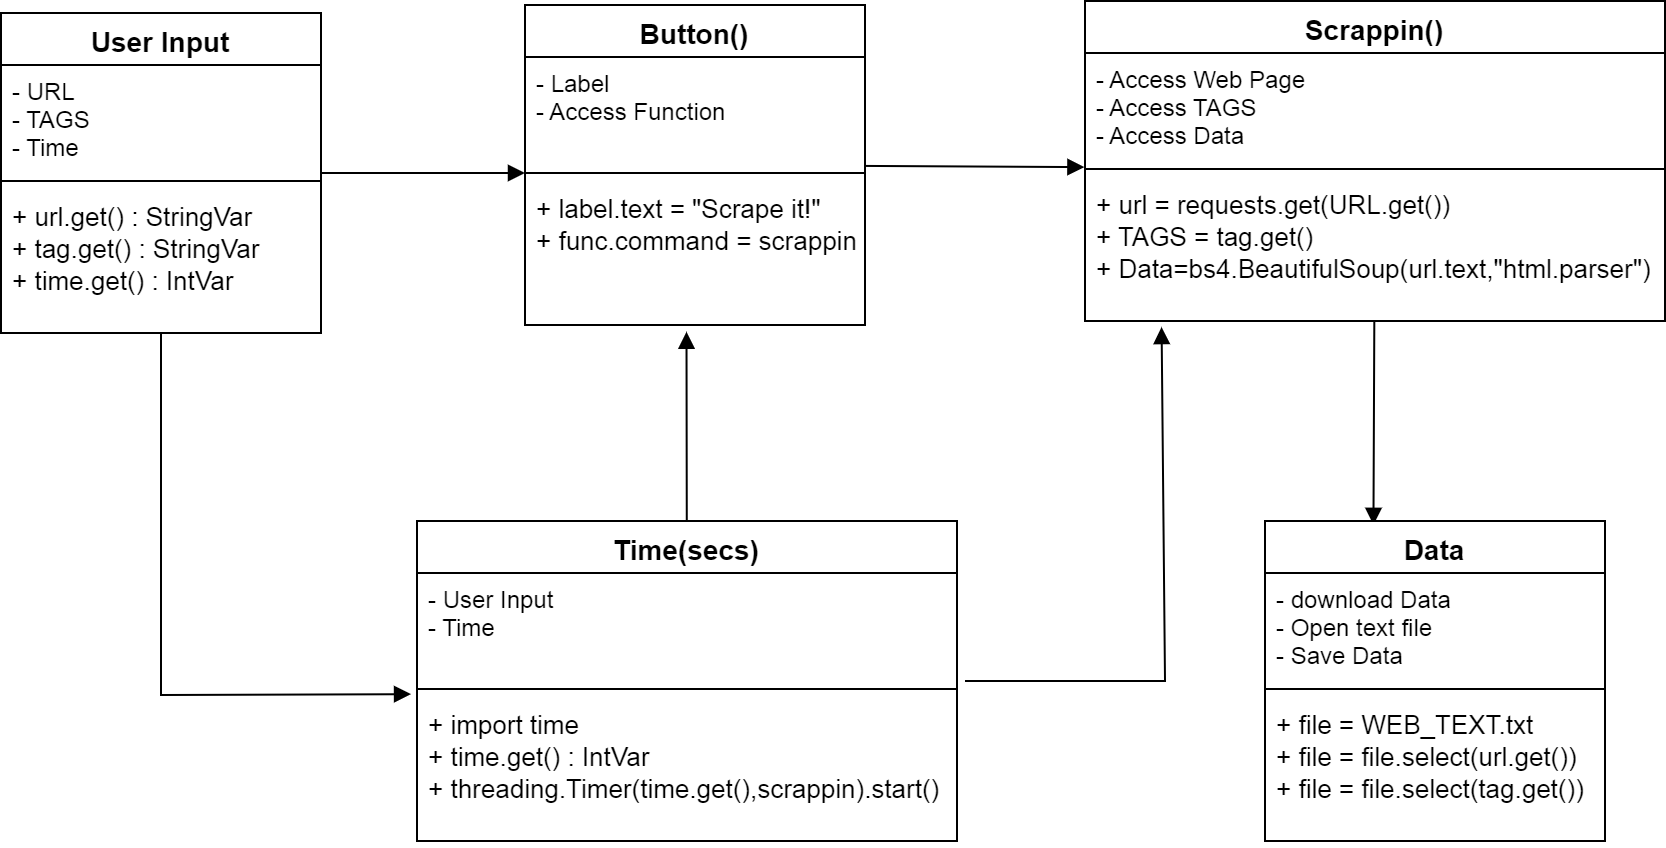 User Input
- URL
- TAGS
- Time
+ url.get() : StringVar
+ tag.get() : StringVar
+ time.get() : IntVar
Button()
- Label
- Access Function
+ label.text = "Scrape it!"
+ func.command = scrappin
Scrappin()
- Access Web Page
- Access TAGS
- Access Data
+ url = requests.get(URL.get())
+ TAGS = tag.get()
+ Data=bs4.BeautifulSoup(url.text,"html.parser")
Time(secs)
- User Input
- Time
+ import time
+ time.get() : IntVar
+ threading.Timer(time.get(),scrappin).start()
Data
- download Data
- Open text file
- Save Data
+ file = WEB_TEXT.txt
+ file = file.select(url.get())
+ file = file.select(tag.get())